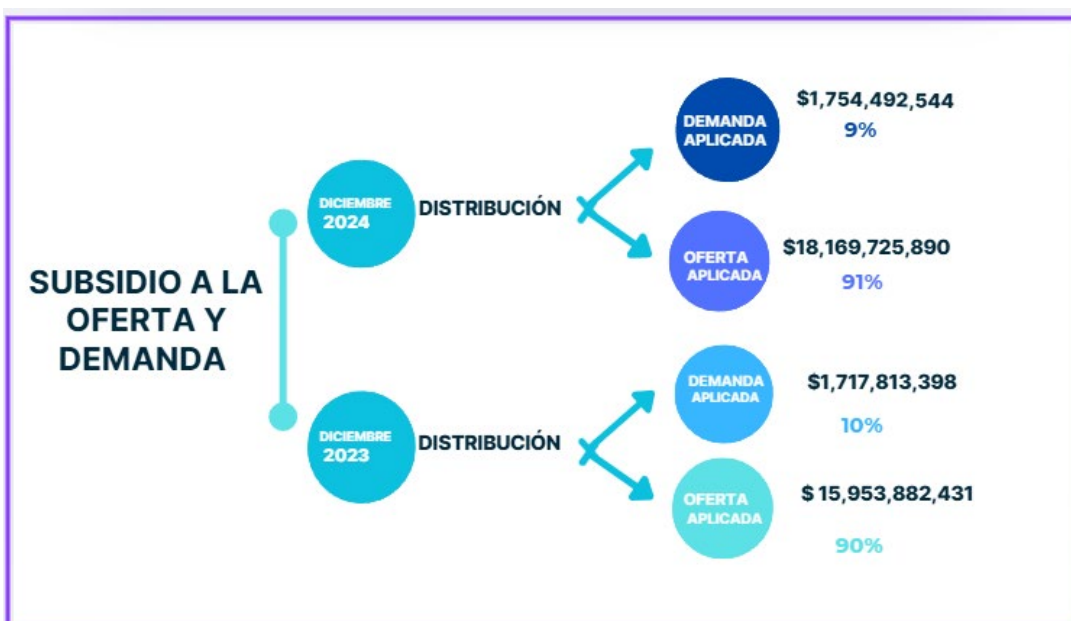 SUBSIDIO A LA
OFERTA Y
DEMANDA
DICIEMBRE
2024
DISTRIBUCIÓN
DEMANDA
APLICADA
$1,754,492,544
9%
OFERTA
APLICADA
$18,169,725,890
91%
DICIEMBRE
2023
DISTRIBUCIÓN
DEMANDA
APLICADA
$1,717,813,398
10%
OFERTA
APLICADA
$ 15,953,882,431
90%